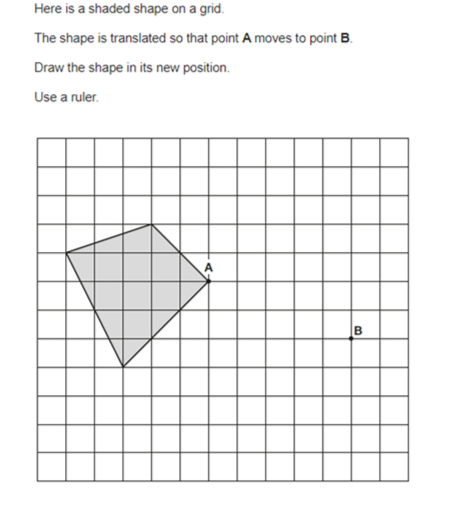 Here is a shaded shape on a grid.
The shape is translated so that point A moves to point B.
Draw the shape in its new position.
Use a ruler.
A
B